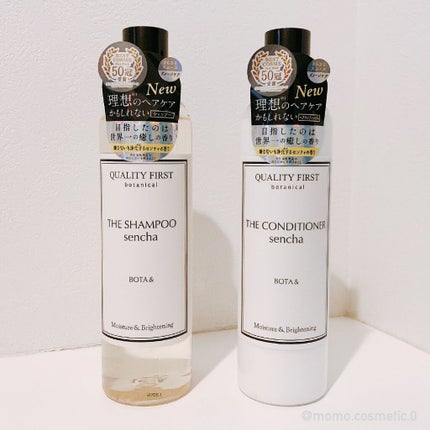 BEST
COSMETICS
50冠
New
理想のヘアケア
かもしれない
目指したのは
世界一の癒しの香り
QUALITY FIRST
botanical
THE SHAMPOO
sencha
BOTA&
Moisture & Brightening
50冠
New
理想のヘアケア
かもしれない
目指したのは
世界一の癒しの香り
QUALITY FIRST
botanical
THE CONDITIONER
sencha
BOTA&
Moisture & Brightening
@momo.cosmetic.0